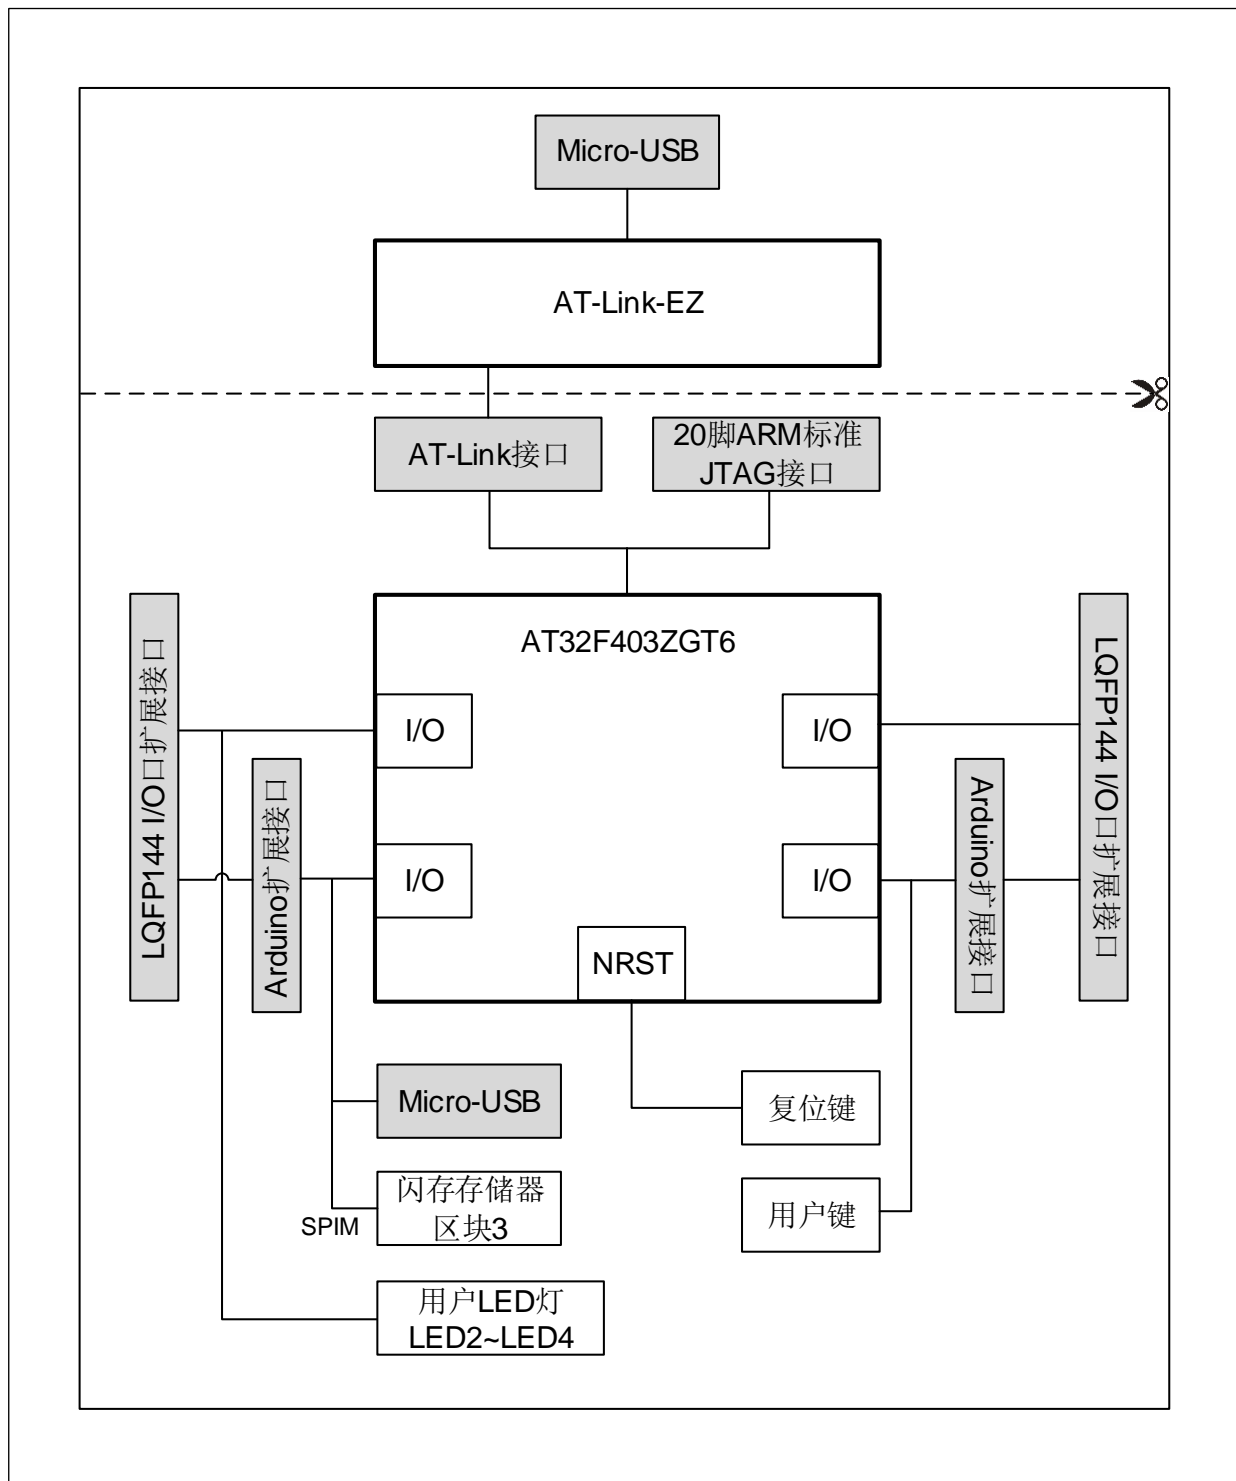 Micro-USB
AT-Link-EZ
AT-Link接口
20脚ARM标准
JTAG接口
AT32F403ZGT6
LQFP144 I/O口扩展接口
I/O
I/O
LQFP144 I/O口扩展接口
Arduino扩展接口
I/O
I/O
Arduino扩展接口
NRST
Micro-USB
复位键
闪存存储器
区块3
SPIM
用户键
用户LED灯
LED2~LED4